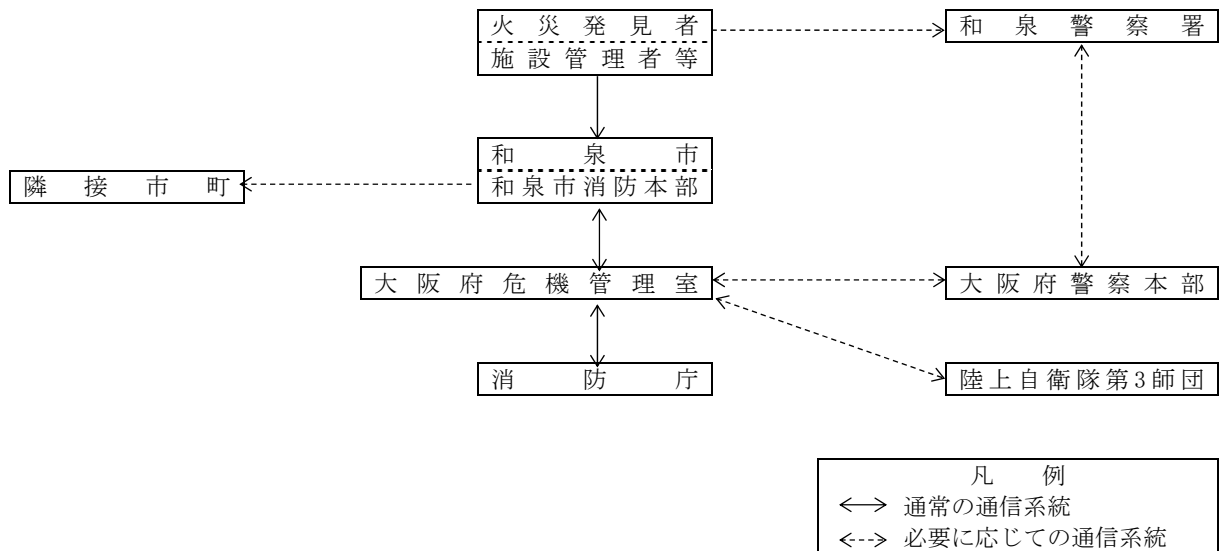 火災発見者
施設管理者等
和泉警察署
和泉市
和泉市消防本部
隣接市町
大阪府危機管理室
大阪府警察本部
消防庁
陸上自衛隊第3師団
凡例
通常の通信系統
必要に応じての通信系統